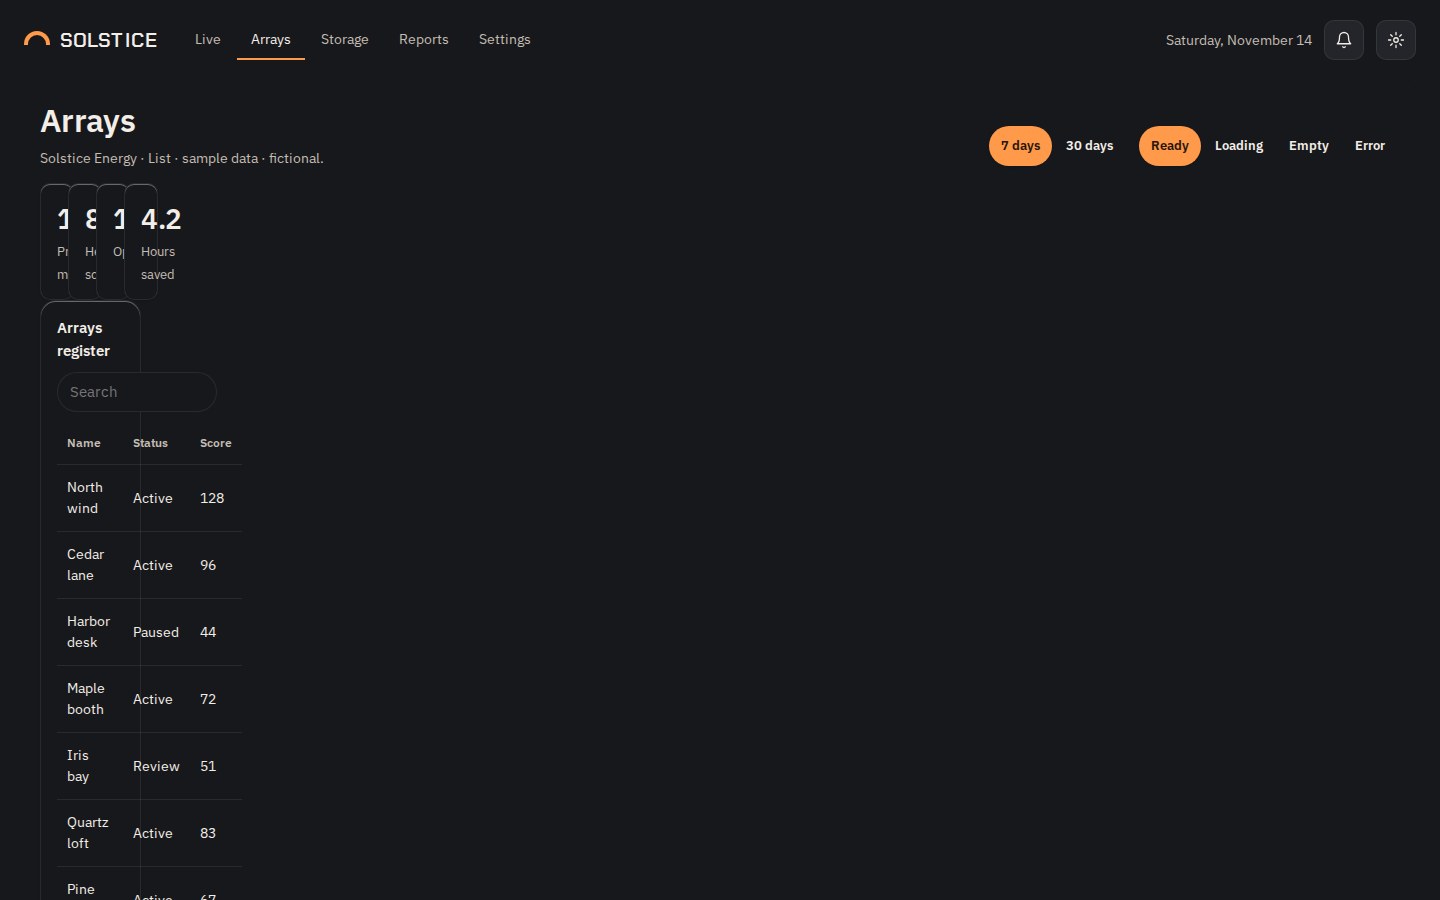 SOLSTICE
Live Arrays Storage Reports Settings
Saturday, November 14
Arrays
Solstice Energy · List · sample data · fictional.
7 days 30 days Ready Loading Empty Error
4.2
Hours
saved
Arrays
register
Search
Name Status Score
North wind Active 128
Cedar lane Active 96
Harbor desk Paused 44
Maple booth Active 72
Iris bay Review 51
Quartz loft Active 83
Pine Active 67